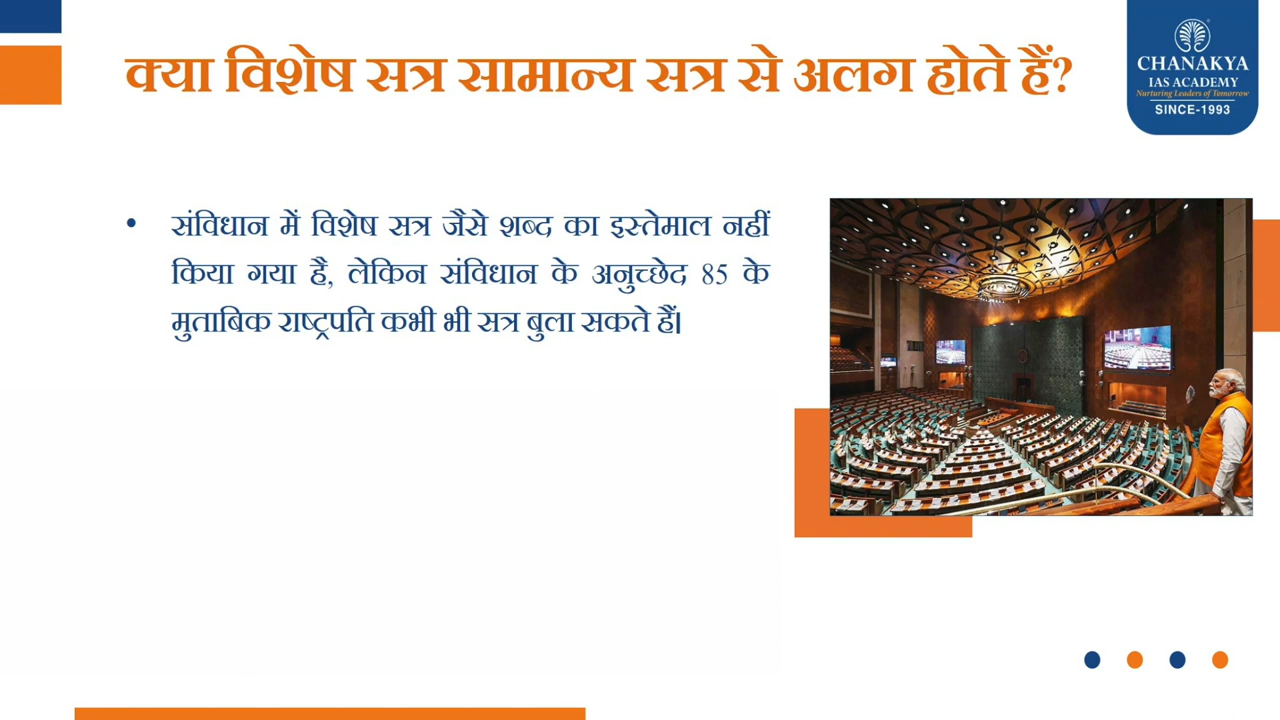 क्या विशेष सत्र सामान्य सत्र से अलग होते हैं?
CHANAKYA
IAS ACADEMY
Nurturing Leaders of Tomorrow
SINCE-1993
• संविधान में विशेष सत्र जैसे शब्द का इस्तेमाल नहीं
किया गया है, लेकिन संविधान के अनुच्छेद 85 के
मुताबिक राष्ट्रपति कभी भी सत्र बुला सकते हैं।